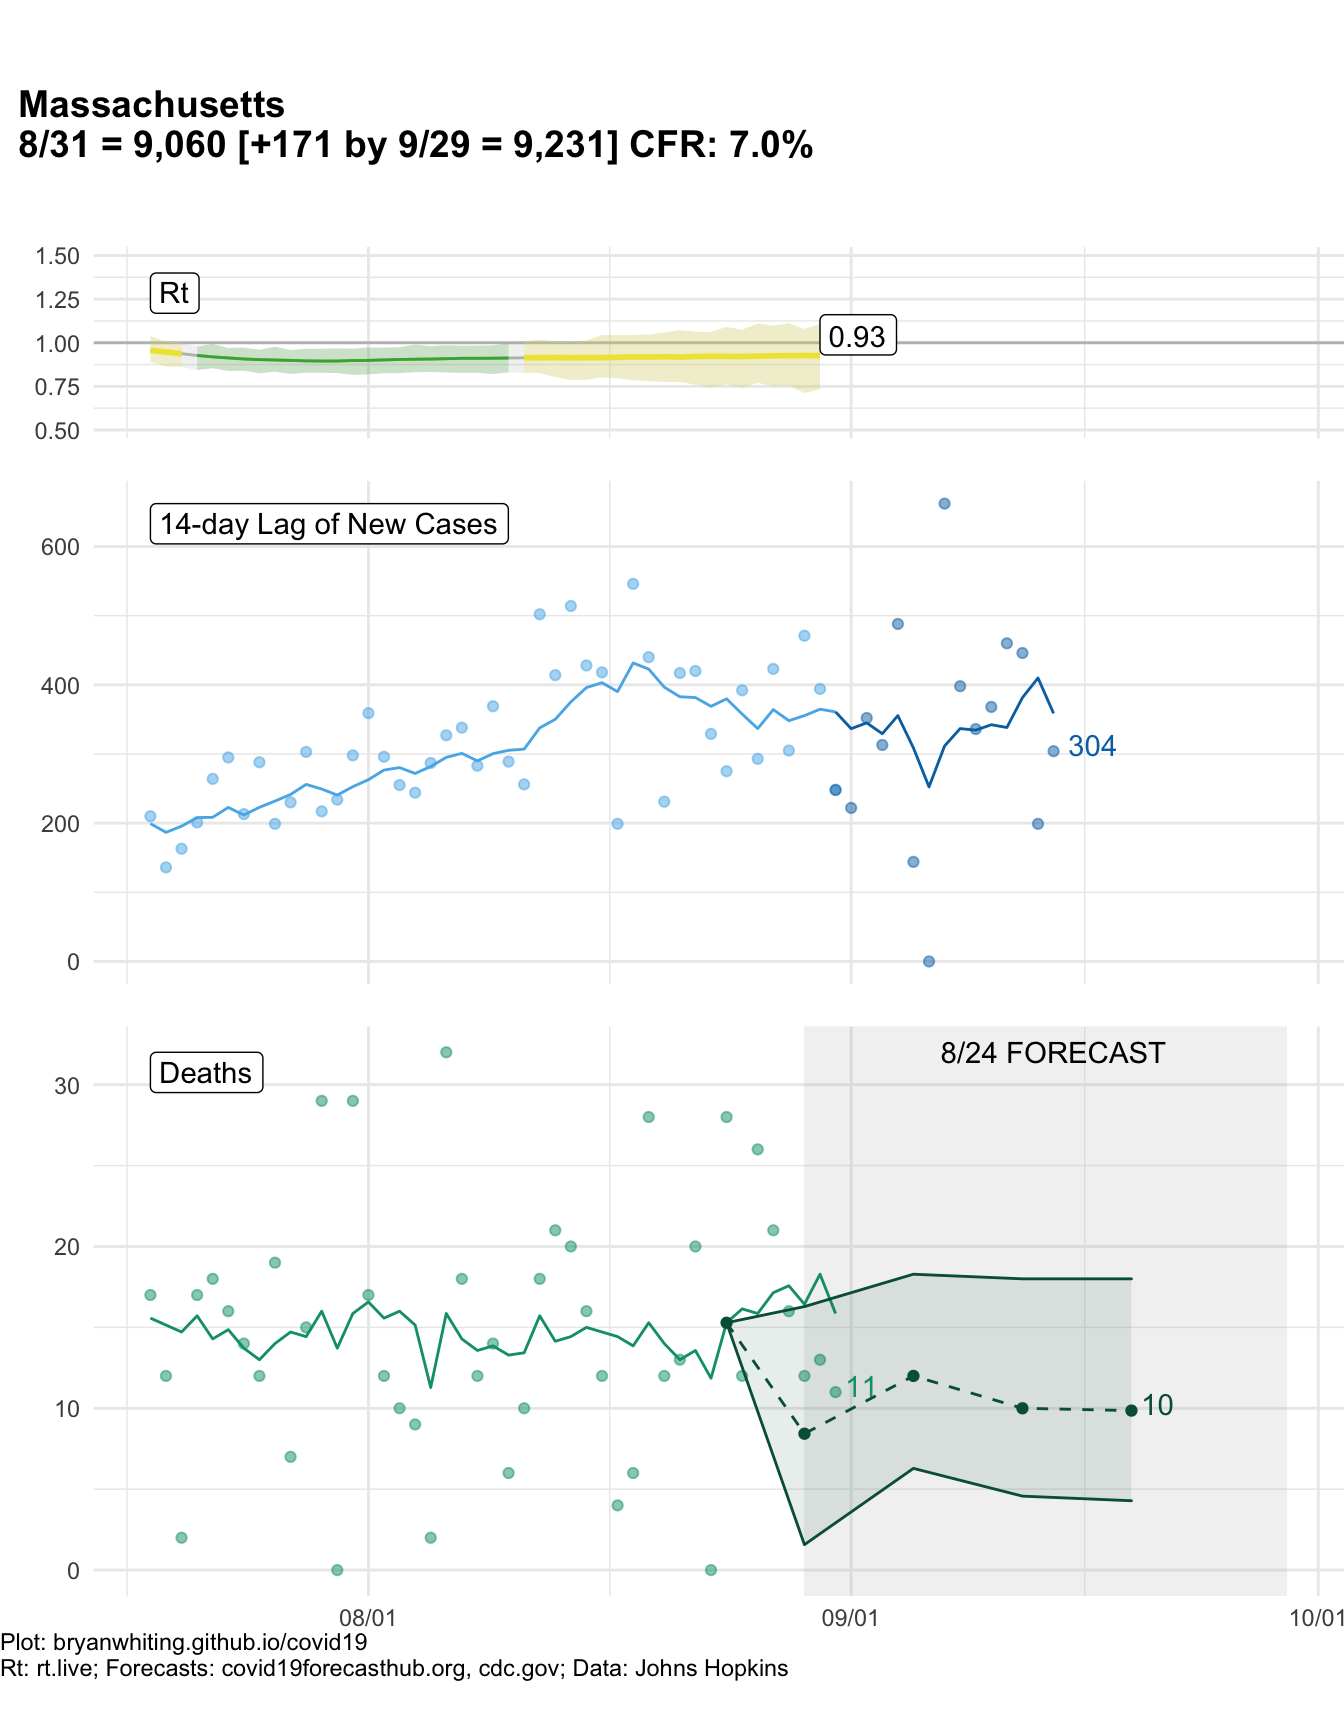 Massachusetts
8/31 = 9,060 [+171 by 9/29 = 9,231] CFR: 7.0%
1.50
Rt
1.25
1.00
0.93
0.75
0.50
14-day Lag of New Cases
600
400
304
200
0
8/24 FORECAST
Deaths
30
20
11
10
10
0
08/01
09/01
10/01
Plot: bryanwhiting.github.io/covid19
Rt: rt.live; Forecasts: covid19forecasthub.org, cdc.gov; Data: Johns Hopkins